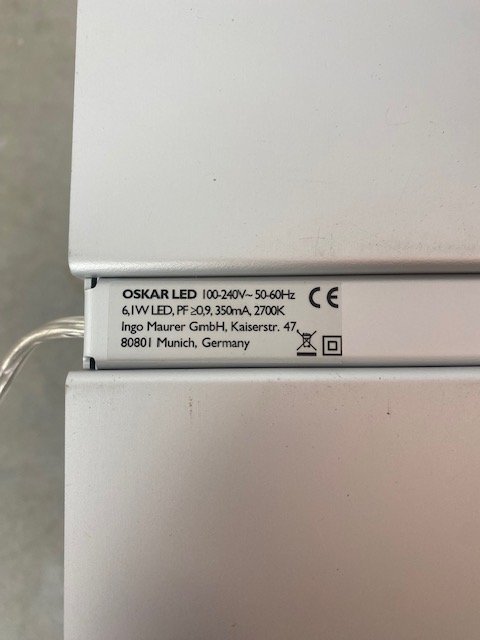 OSKAR LED 100-240V~ 50-60Hz CE
6,1W LED, PF ≥0,9, 350mA, 2700K
Ingo Maurer GmbH, Kaiserstr. 47
80801 Munich, Germany